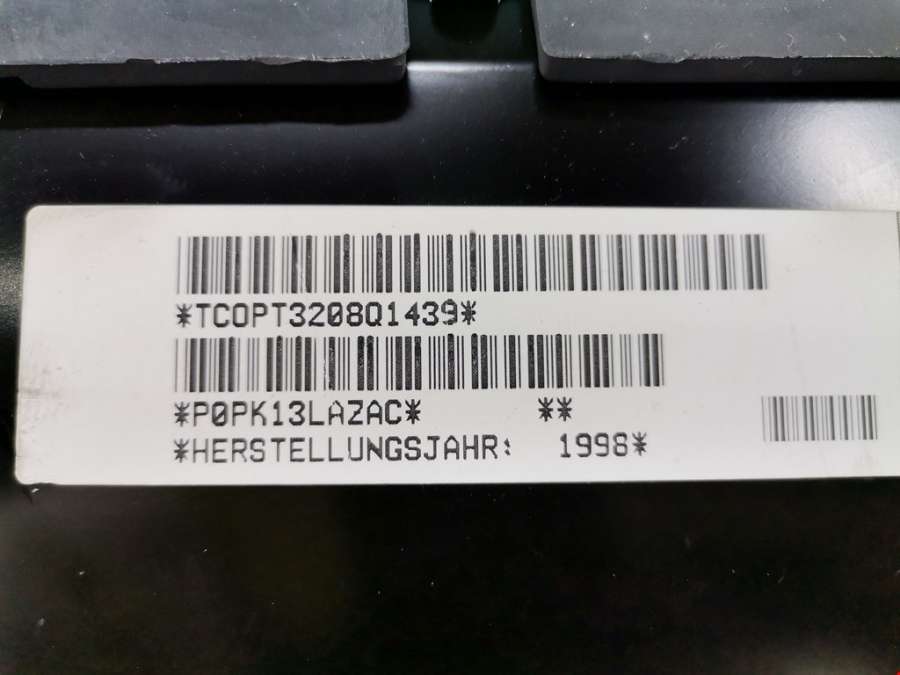 *TCOPT3208Q1439*
*P0PK13LAZAC* **
*HERSTELLUNGSJAHR: 1998*